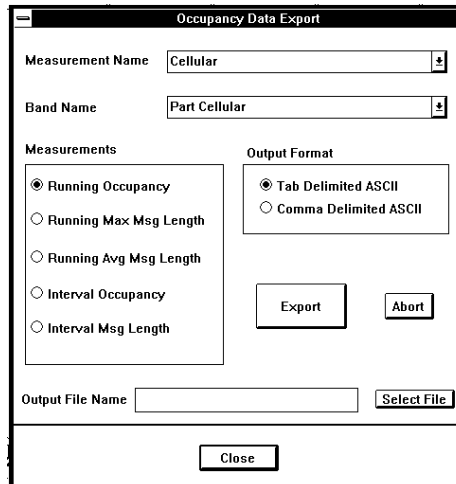 Occupancy Data Export
Measurement Name Cellular
Band Name Part Cellular
Measurements
Running Occupancy
Running Max Msg Length
Running Avg Msg Length
Interval Occupancy
Interval Msg Length
Output Format
Tab Delimited ASCII
Comma Delimited ASCII
Export
Abort
Output File Name
Select File
Close